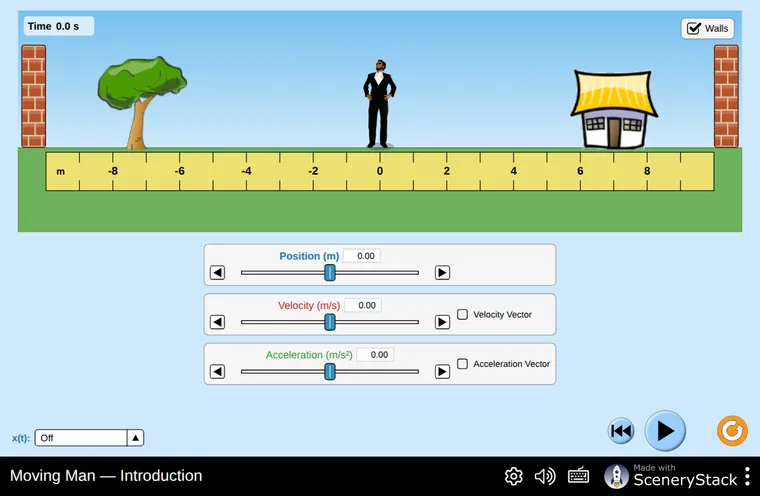 Time 0.0 s
Walls
m -8 -6 -4 -2 0 2 4 6 8
Position (m) 0.00
Velocity (m/s) 0.00
Velocity Vector
Acceleration (m/s²) 0.00
Acceleration Vector
x(t): Off
Moving Man — Introduction
Made with
SceneryStack